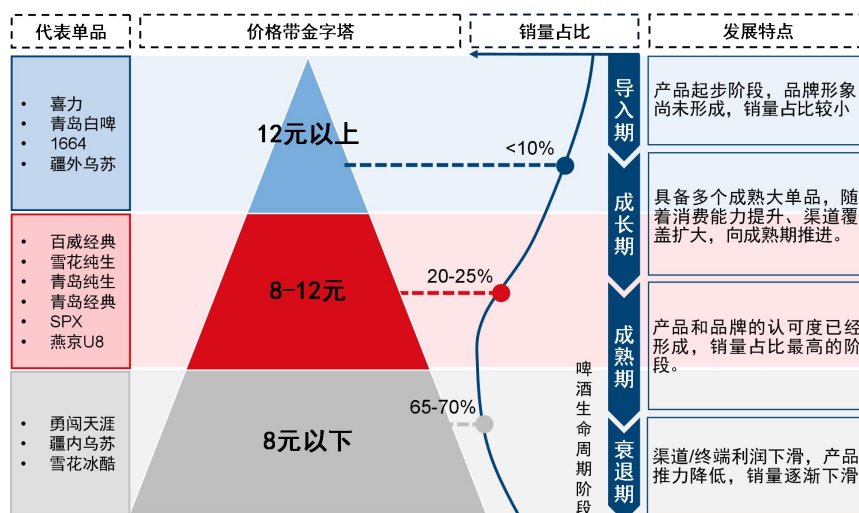 代表单品
价格带金字塔
销量占比
发展特点
• 喜力
• 青岛白啤
• 1664
• 疆外乌苏
12元以上
<10%
导入期
产品起步阶段，品牌形象
尚未形成，销量占比较小
• 百威经典
• 雪花纯生
• 青岛纯生
• 青岛经典
• SPX
• 燕京U8
8-12元
20-25%
成长期
具备多个成熟大单品，随
着消费能力提升、渠道覆
盖扩大，向成熟期推进。
成熟期
产品和品牌的认可度已经
形成，销量占比最高的阶
段。
• 勇闯天涯
• 疆内乌苏
• 雪花冰酷
8元以下
65-70%
啤酒生命周期阶段
衰退期
渠道/终端利润下滑，产品
推力降低，销量逐渐下滑